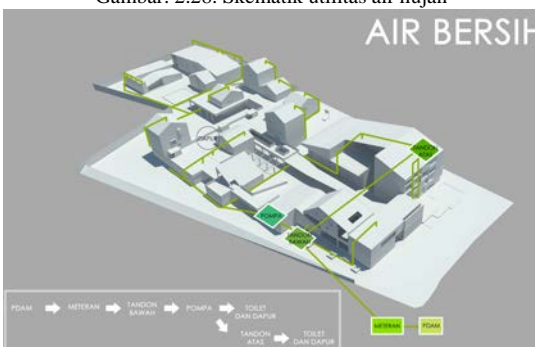 Gambar. 2.28. Skematik utilitas air hujan
AIR BERSIH
DAPUR
TANDON
ATAS
POMPA
TANDON
BAWAH
METERAN
PDAM
PDAM METERAN TANDON
BAWAH POMPA TOILET
DAN DAPUR
TANDON
ATAS TOILET
DAN DAPUR